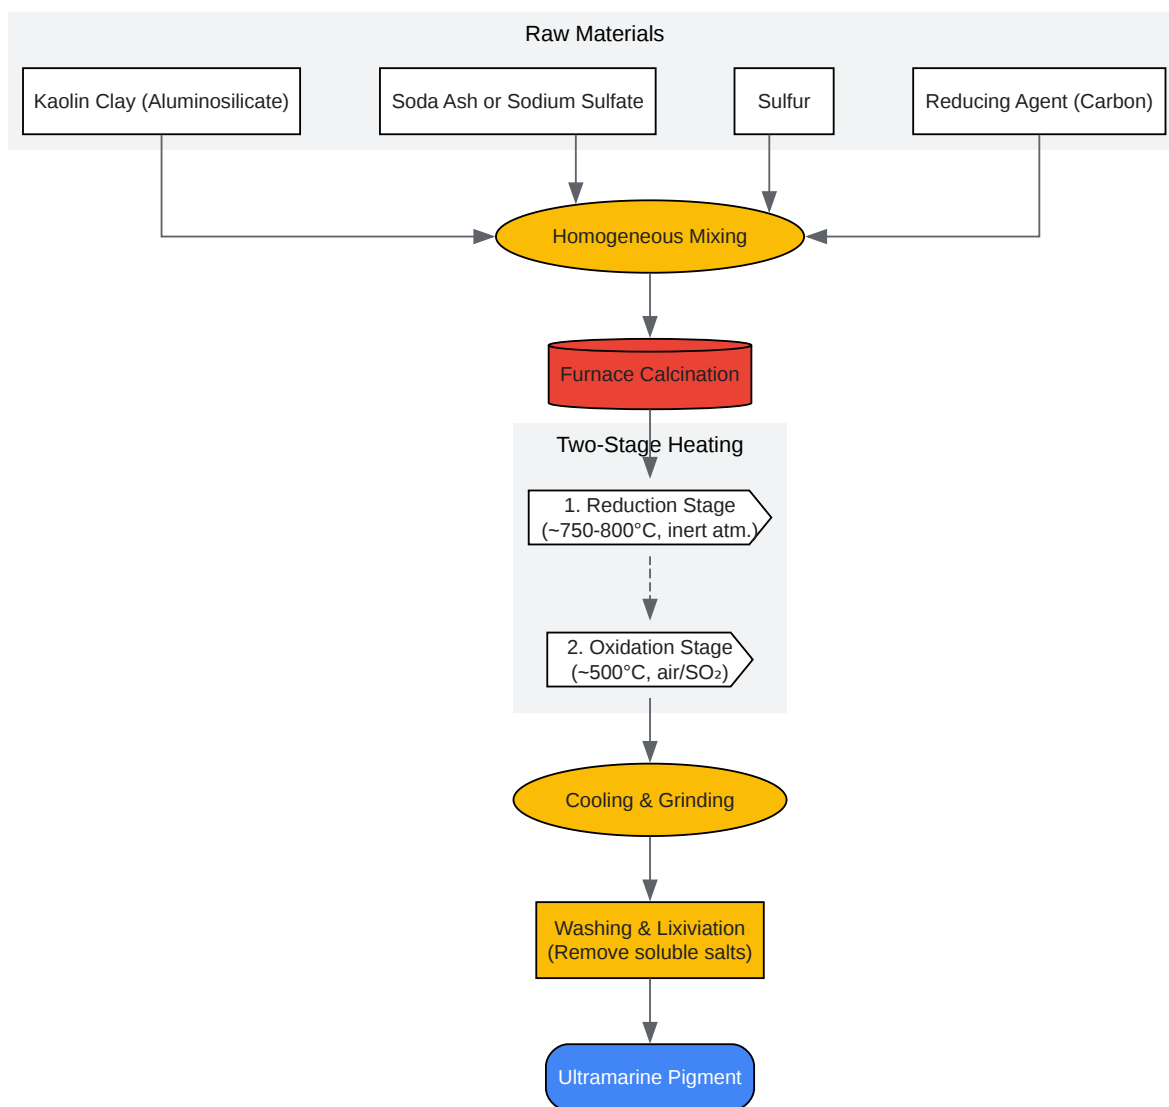 Raw Materials
Kaolin Clay (Aluminosilicate)
Soda Ash or Sodium Sulfate
Sulfur
Reducing Agent (Carbon)
Homogeneous Mixing
Furnace Calcination
Two-Stage Heating
1. Reduction Stage
(~750-800°C, inert atm.)
2. Oxidation Stage
(~500°C, air/SO₂)
Cooling & Grinding
Washing & Lixiviation
(Remove soluble salts)
Ultramarine Pigment